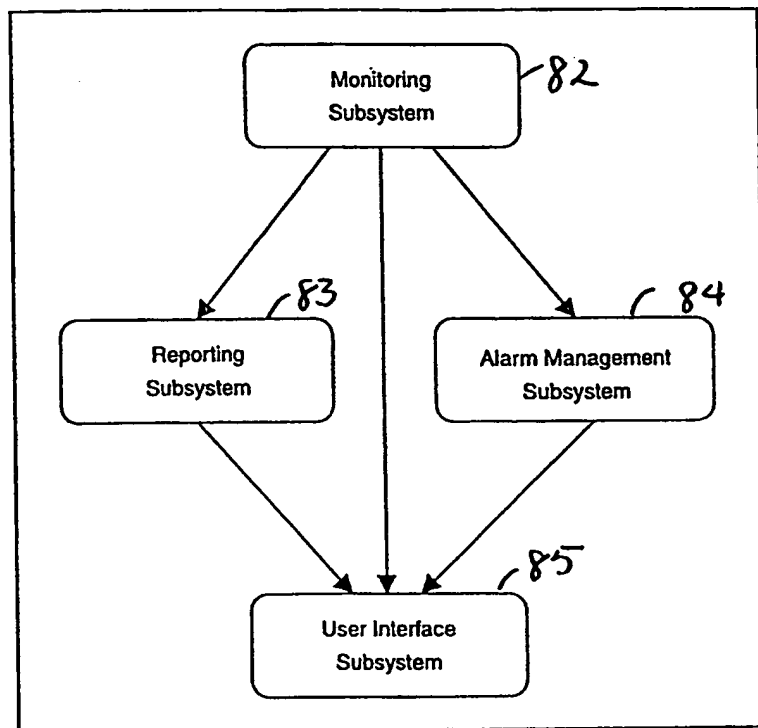 Monitoring
Subsystem
82
83
84
Reporting
Subsystem
Alarm Management
Subsystem
85
User Interface
Subsystem